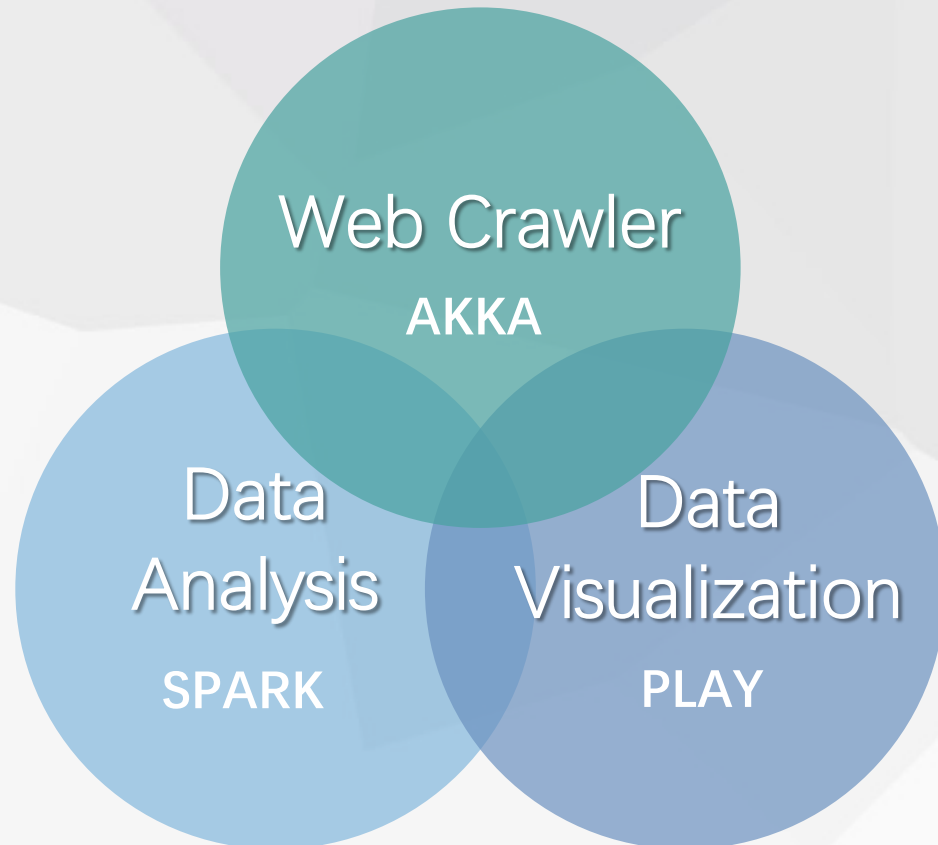 Web Crawler
AKKA
Data
Analysis
SPARK
Data
Visualization
PLAY